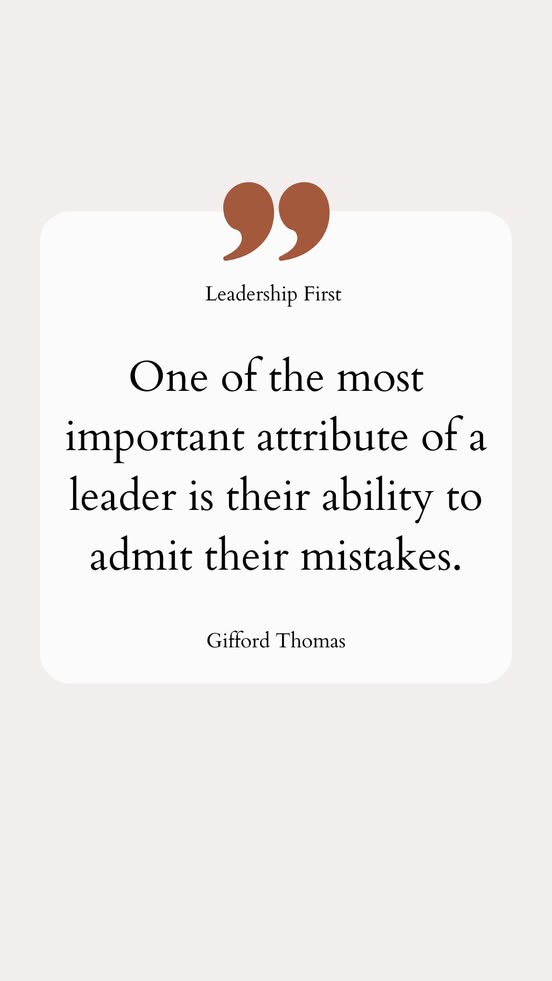 Leadership First
One of the most
important attribute of a
leader is their ability to
admit their mistakes.
Gifford Thomas